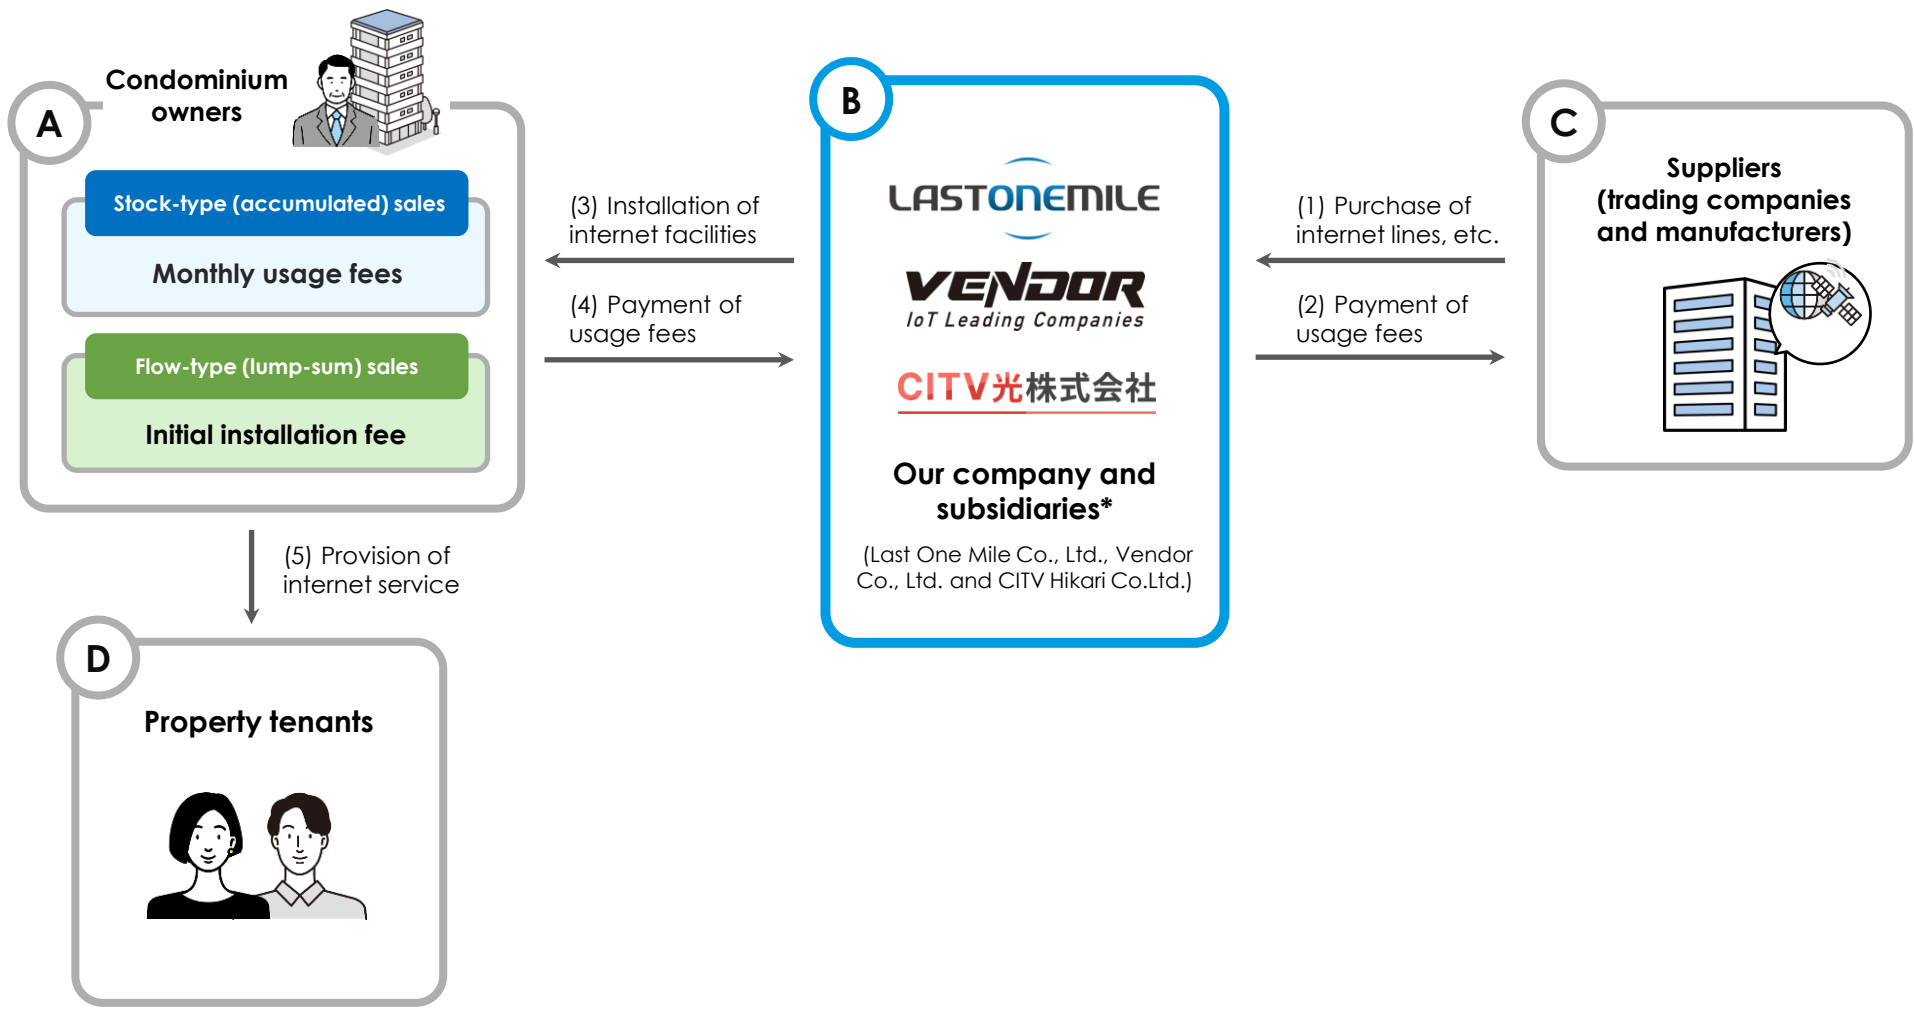 A
Condominium
owners
Stock-type (accumulated) sales
Monthly usage fees
Flow-type (lump-sum) sales
Initial installation fee
(3) Installation of
internet facilities
(4) Payment of
usage fees
B
LASTONEMILE
VENDOR
IoT Leading Companies
CITV光株式会社
Our company and
subsidiaries*
(Last One Mile Co., Ltd., Vendor
Co., Ltd. and CITV Hikari Co.Ltd.)
(1) Purchase of
internet lines, etc.
(2) Payment of
usage fees
C
Suppliers
(trading companies
and manufacturers)
(5) Provision of
internet service
D
Property tenants